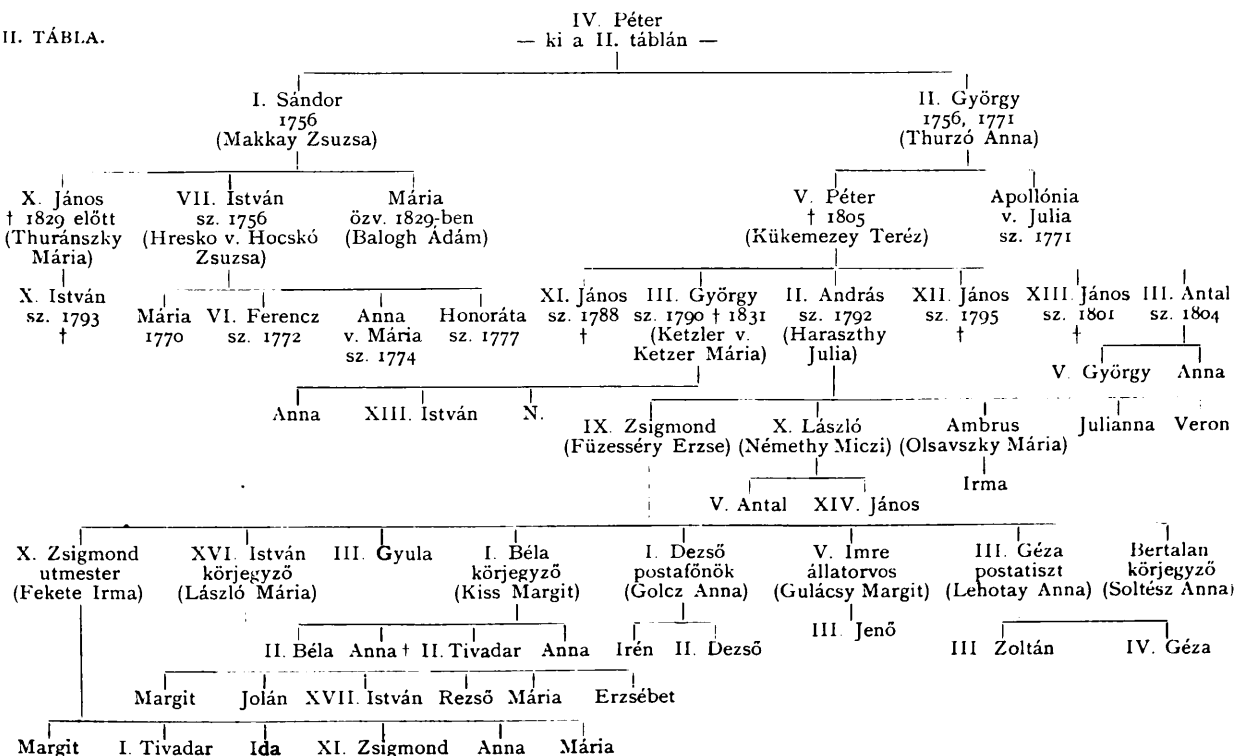 II. TÁBLA.
IV. Péter
— ki a II. táblán —
I. Sándor
1756
(Makkay Zsuzsa)
II. György
1756, 1771
(Thurzó Anna)
X. János
† 1829 előtt
(Thuránszky
Mária)
VII. István
sz. 1756
(Hresko v. Hocskó
Zsuzsa)
Mária
özv. 1829-ben
(Balogh Ádám)
V. Péter
† 1805
(Kükemezey Teréz)
Apollónia
v. Julia
sz. 1771
X. István
sz. 1793
†
Mária
1770
VI. Ferencz
sz. 1772
Anna
v. Mária
sz. 1774
Honoráta
sz. 1777
XI. János
sz. 1788
†
III. György
sz. 1790 † 1831
(Ketzler v.
Ketzer Mária)
II. András
sz. 1792
(Haraszthy
Julia)
XII. János
sz. 1795
†
XIII. János
sz. 1801
†
III. Antal
sz. 1804
V. György Anna
Anna XIII. István N.
IX. Zsigmond
(Füzesséry Erzse)
X. László
(Némethy Miczi)
Ambrus
(Olsavszky Mária)
Julianna Veron
Irma
V. Antal XIV. János
X. Zsigmond
utmester
(Fekete Irma)
XVI. István
körjegyző
(László Mária)
III. Gyula
I. Béla
körjegyző
(Kiss Margit)
I. Dezső
postafőnök
(Golcz Anna)
V. Imre
állatorvos
(Gulácsy Margit)
III. Géza
postatiszt
(Lehotay Anna)
Bertalan
körjegyző
(Soltész Anna)
II. Béla Anna † II. Tivadar Anna
Irén II. Dezső
III. Jenő
III Zoltán IV. Géza
Margit Jolán XVII. István Rezső Mária Erzsébet
Margit I. Tivadar Ida XI. Zsigmond Anna Mária